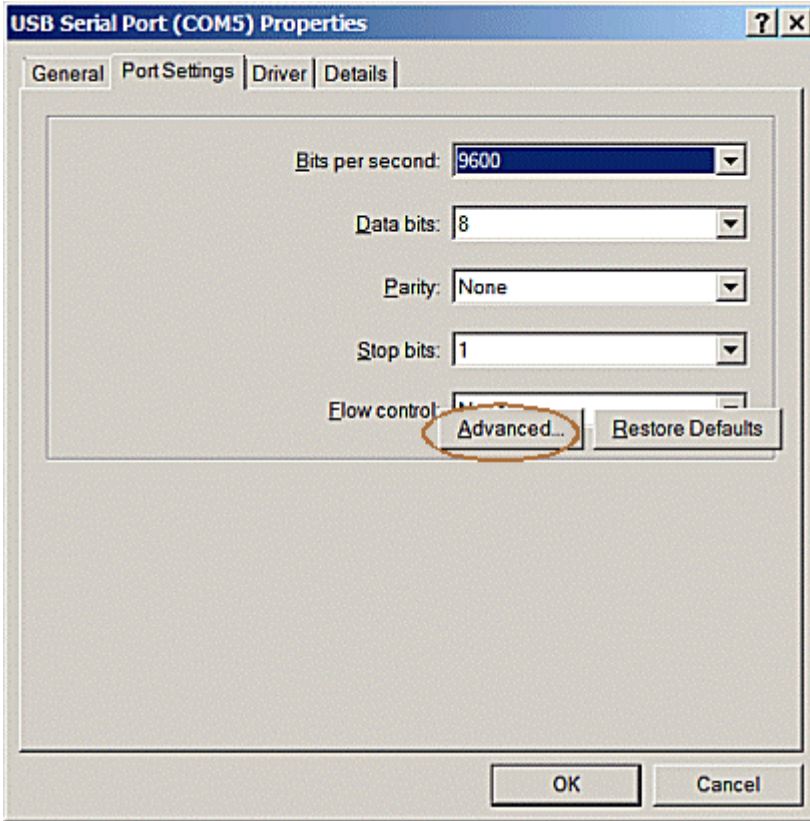 USB Serial Port (COM5) Properties
General Port Settings Driver Details
Bits per second: 9600
Data bits: 8
Parity: None
Stop bits: 1
Flow control:
Advanced... Restore Defaults
OK Cancel